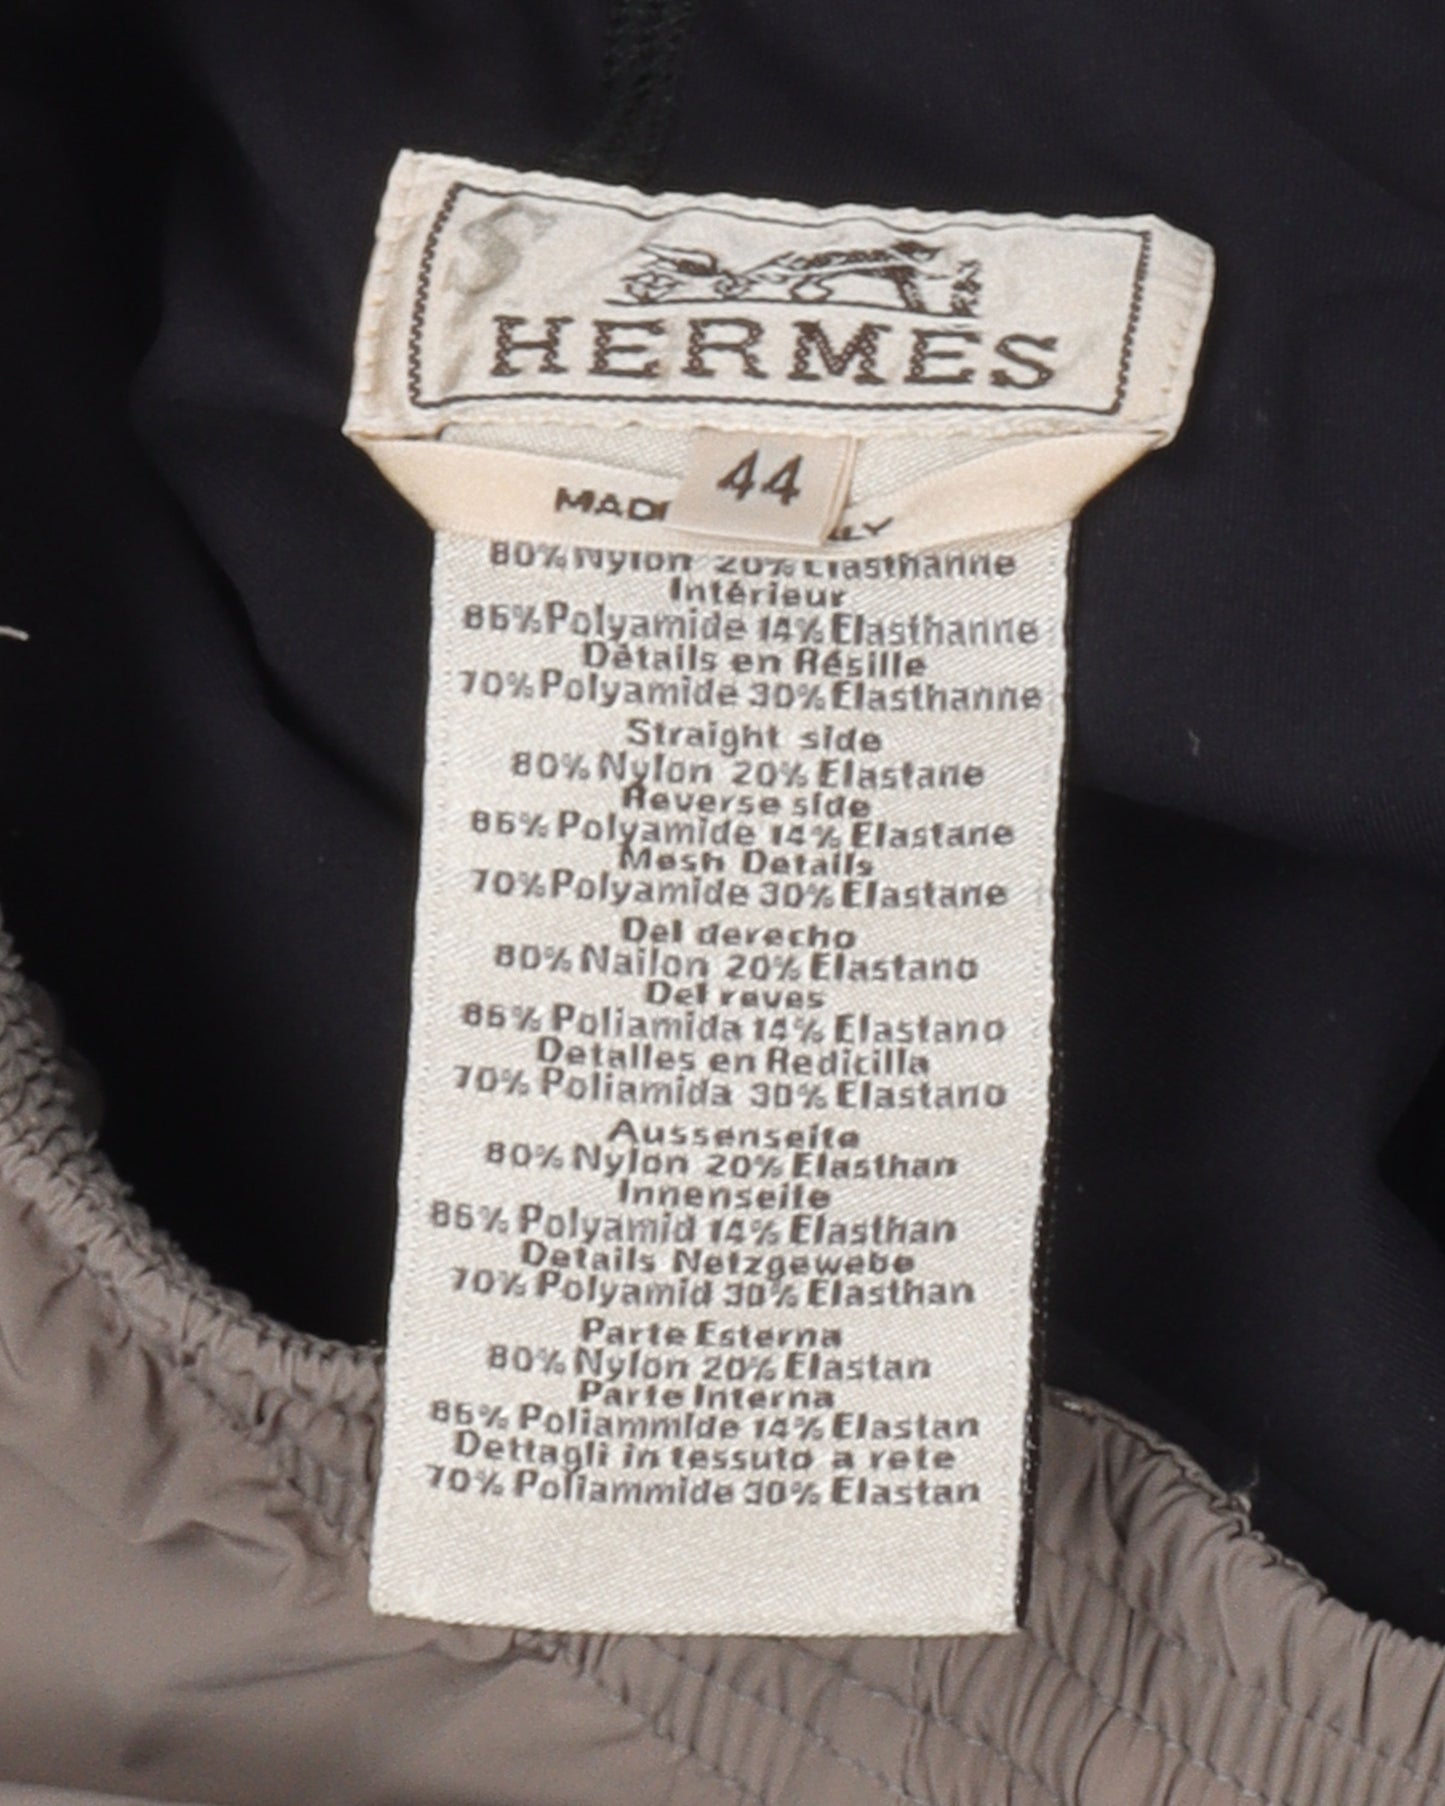 HERMES
44
MAD
LY
80% Nylon 20% Elasthanne
Intérieur
86% Polyamide 14% Elasthanne
Détails en Résille
70% Polyamide 30% Elasthanne
Straight side
80% Nylon 20% Elastane
Reverse side
86% Polyamide 14% Elastane
Mesh Details
70% Polyamide 30% Elastane
Del derecho
80% Nailon 20% Elastano
Del reves
86% Poliamida 14% Elastano
Detalles en Redicilla
70% Poliamida 30% Elastano
Aussenseite
80% Nylon 20% Elasthan
Innenseite
86% Polyamid 14% Elasthan
Details Netzgewebe
70% Polyamid 30% Elasthan
Parte Esterna
80% Nylon 20% Elastan
Parte Interna
86% Poliammide 14% Elastan
Dettagli in tessuto a rete
70% Poliammide 30% Elastan